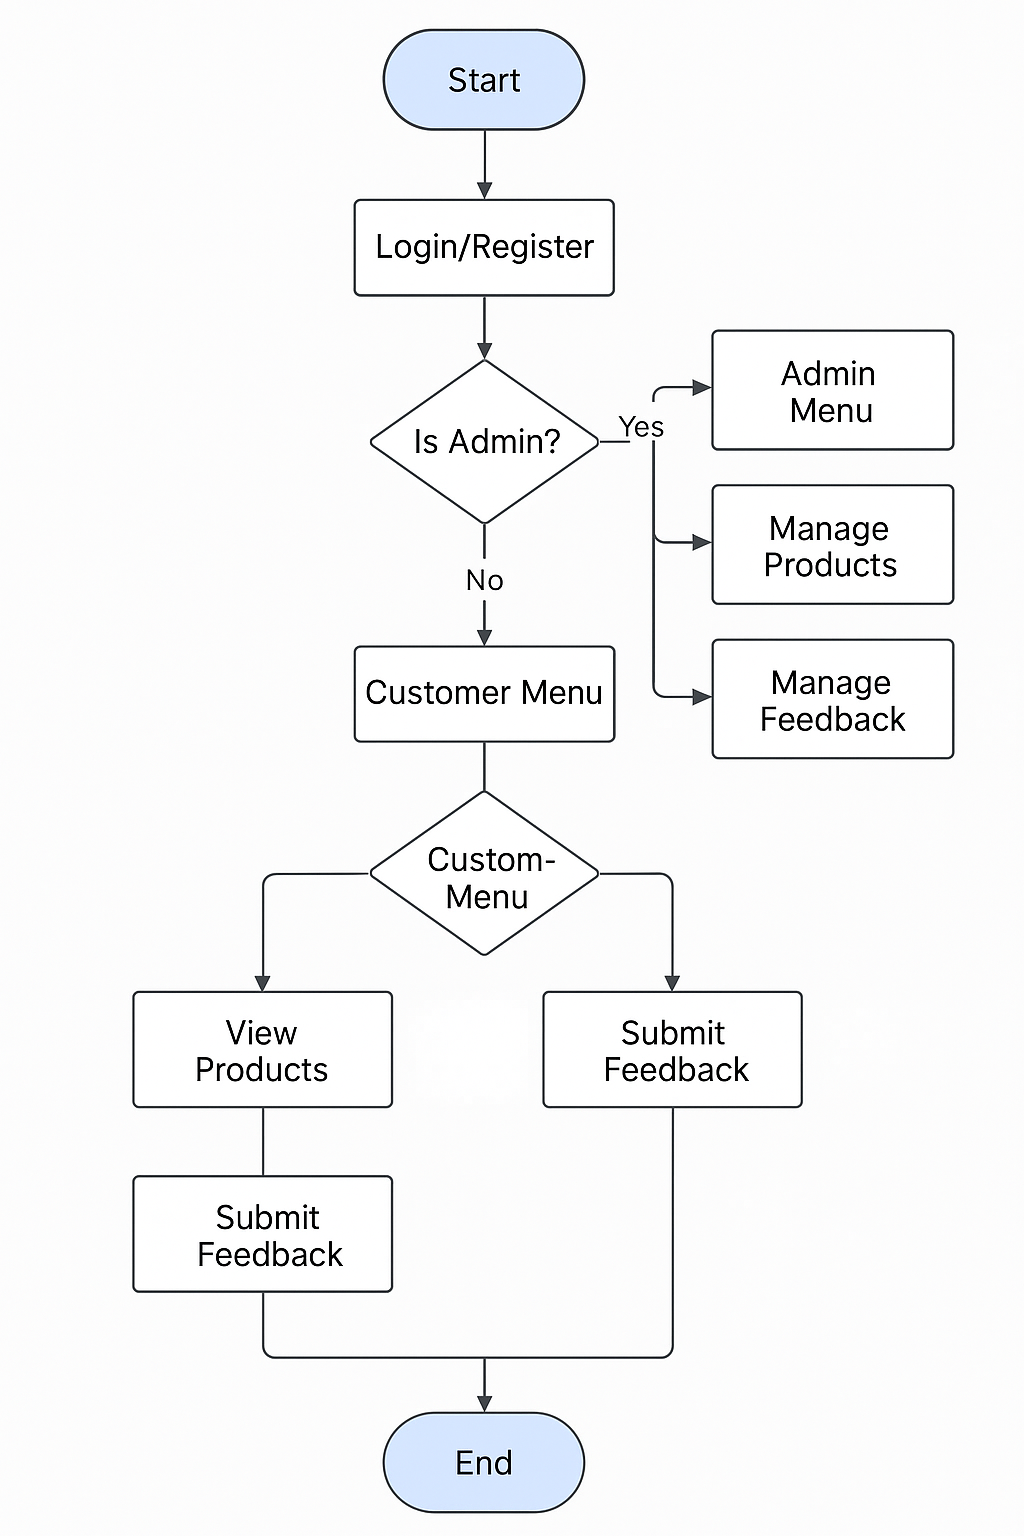 Start
Login/Register
Is Admin?
Yes
Admin
Menu
Manage
Products
No
Customer Menu
Manage
Feedback
Custom-
Menu
View
Products
Submit
Feedback
Submit
Feedback
End